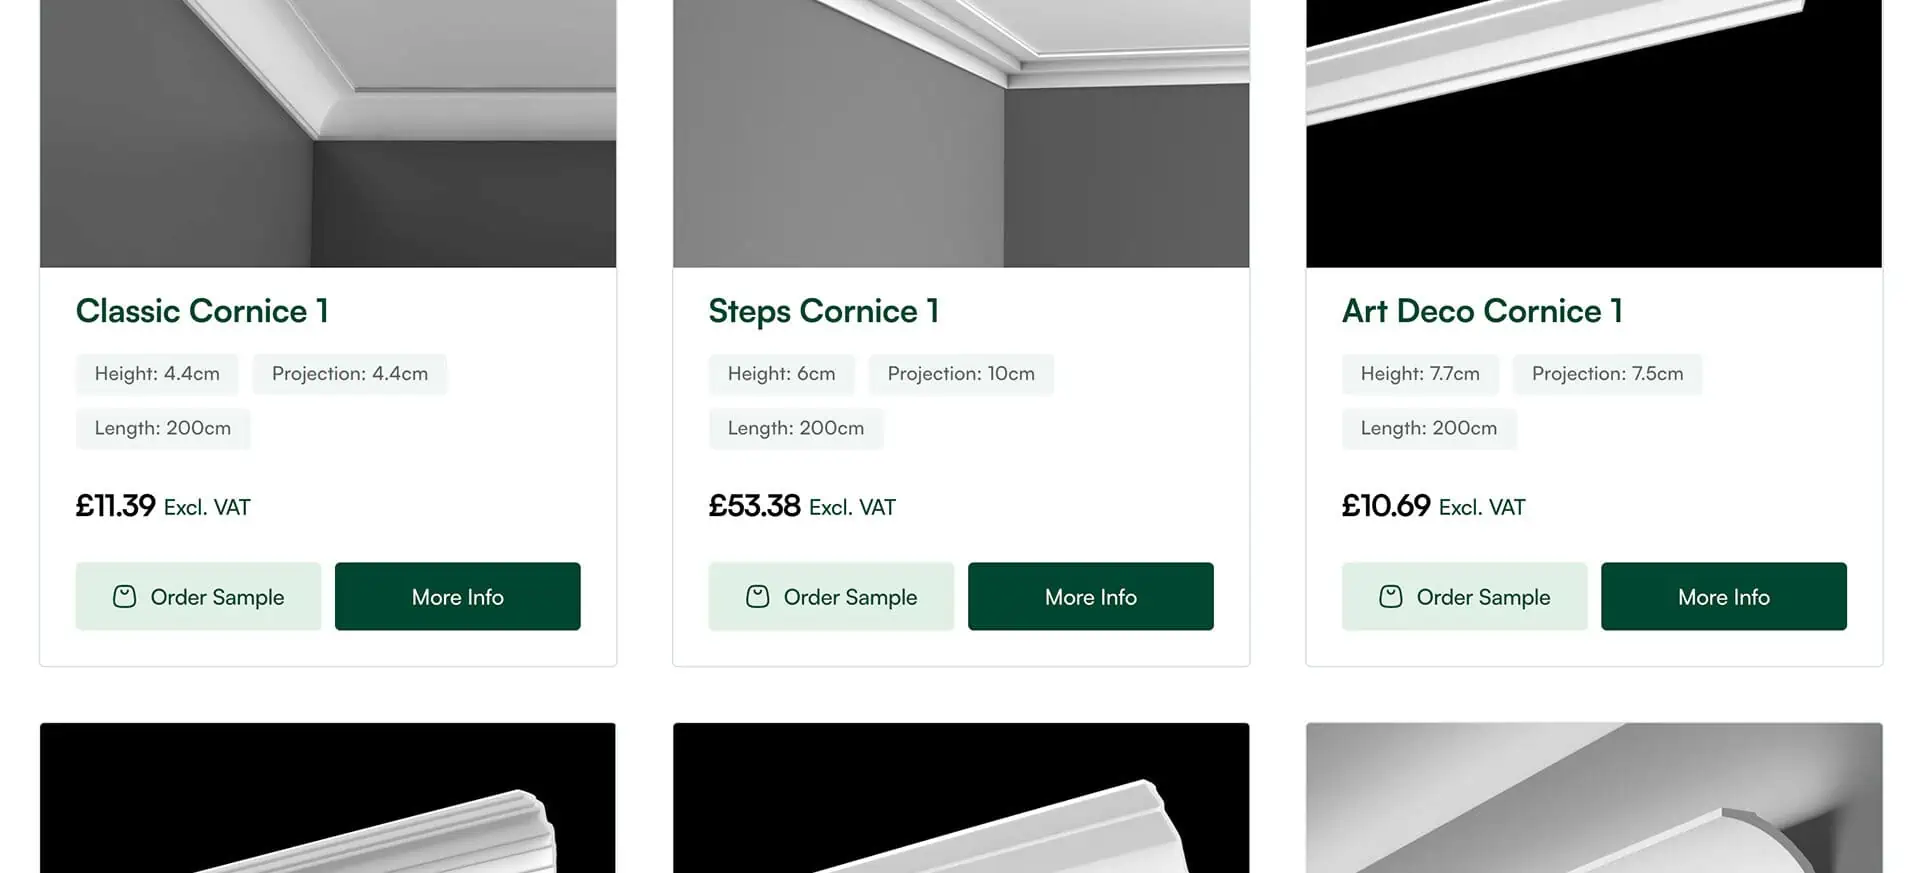 Classic Cornice 1
Height: 4.4cm
Projection: 4.4cm
Length: 200cm
£11.39 Excl. VAT
Order Sample
More Info
Steps Cornice 1
Height: 6cm
Projection: 10cm
Length: 200cm
£53.38 Excl. VAT
Order Sample
More Info
Art Deco Cornice 1
Height: 7.7cm
Projection: 7.5cm
Length: 200cm
£10.69 Excl. VAT
Order Sample
More Info